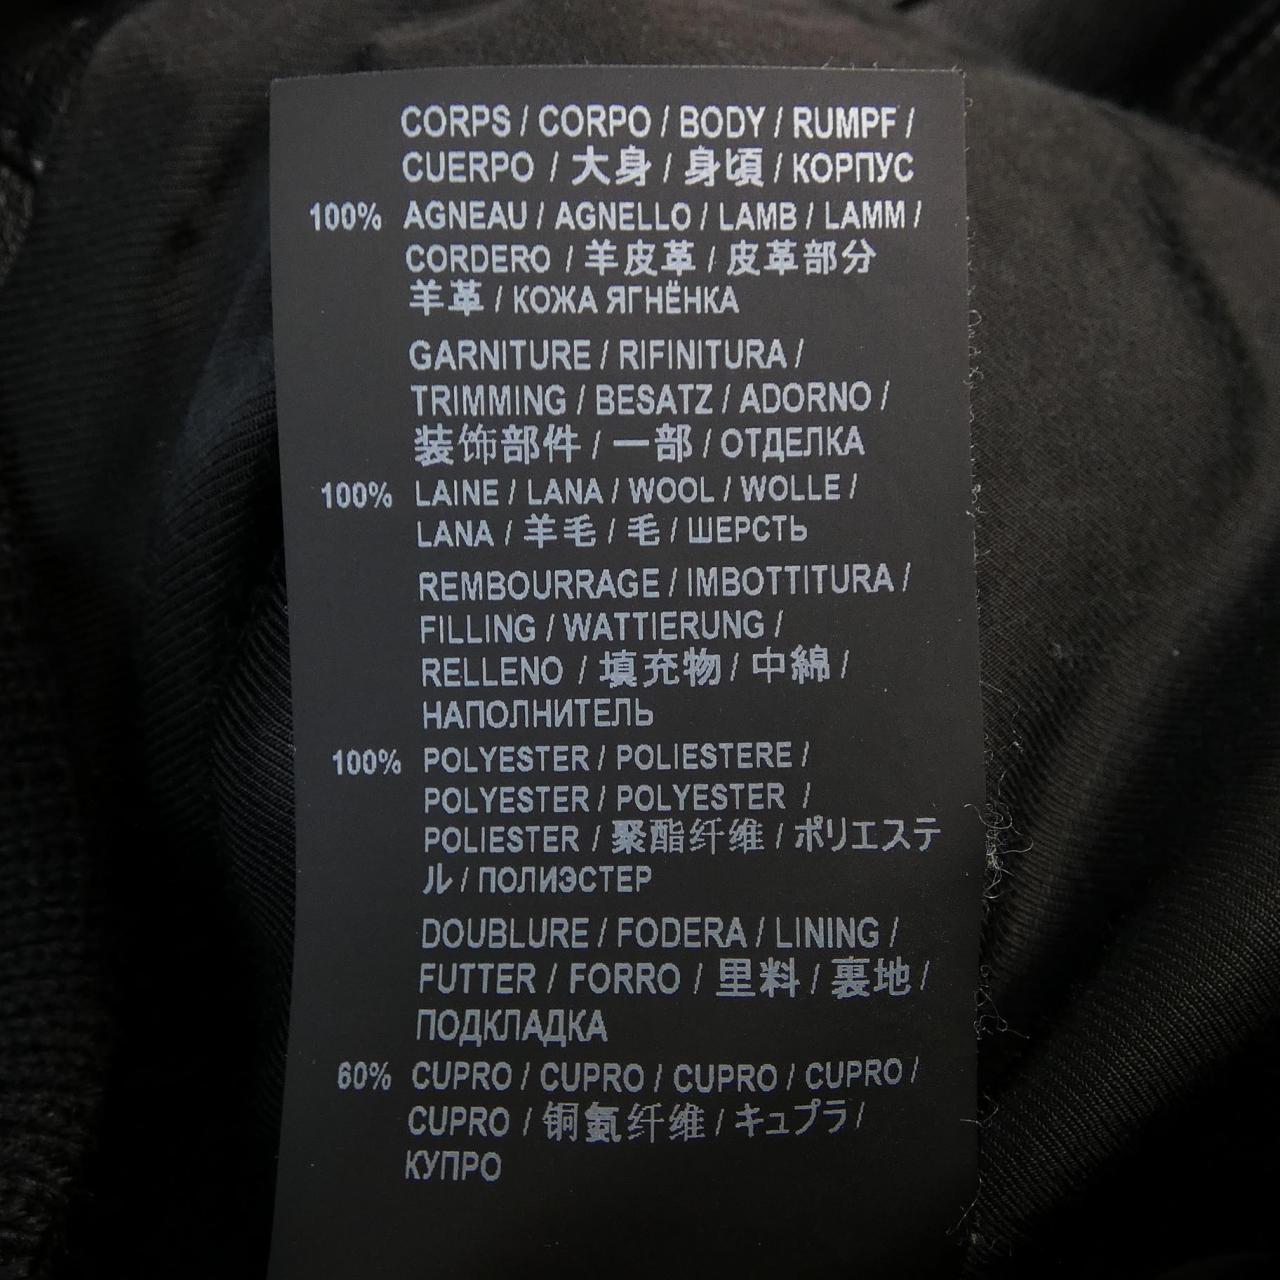 CORPS / CORPO / BODY / RUMPF /
CUERPO / 大身 / 身頃 / КОРПУС
100% AGNEAU / AGNELLO / LAMB / LAMM /
CORDERO / 羊皮革 / 皮革部分
羊革 / КОЖА ЯГНЁНКА
GARNITURE / RIFINITURA /
TRIMMING / BESATZ / ADORNO /
装饰部件 / 一部 / ОТДЕЛКА
100% LAINE / LANA / WOOL / WOLLE /
LANA / 羊毛 / 毛 / ШЕРСТЬ
REMBOURRAGE / IMBOTTITURA /
FILLING / WATTIERUNG /
RELLENO / 填充物 / 中綿 /
НАПОЛНИТЕЛЬ
100% POLYESTER / POLIESTERE /
POLYESTER / POLYESTER /
POLIESTER / 聚酯纤维 / ポリエステ
ル / ПОЛИЭСТЕР
DOUBLURE / FODERA / LINING /
FUTTER / FORRO / 里料 / 裏地 /
ПОДКЛАДКА
60% CUPRO / CUPRO / CUPRO / CUPRO /
CUPRO / 铜氨纤维 / キュプラ /
КУПРО